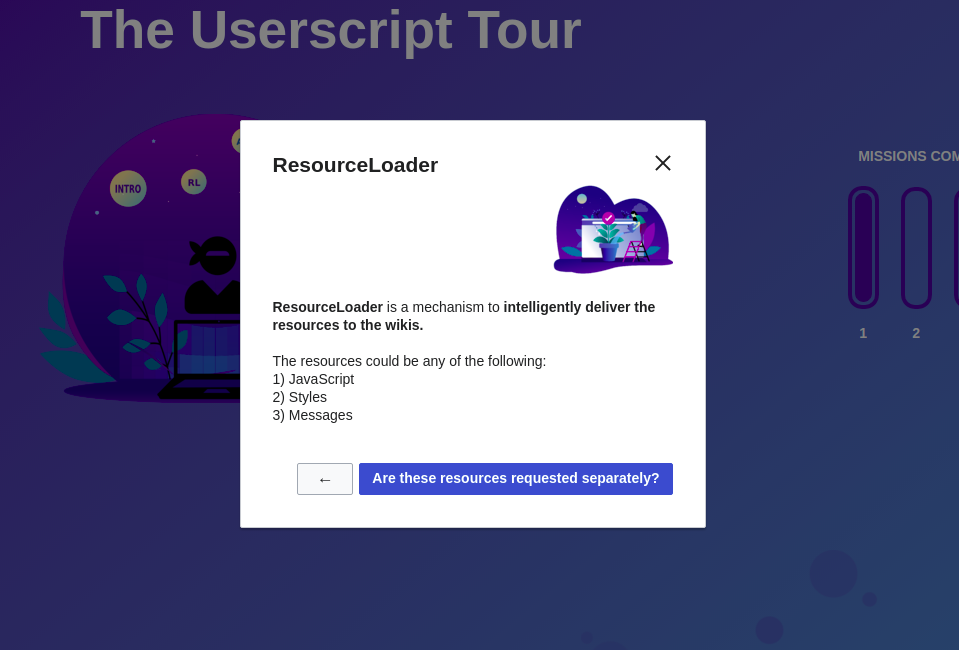 The Userscript Tour
MISSIONS COM
INTRO
RL
1
2
ResourceLoader
ResourceLoader is a mechanism to intelligently deliver the
resources to the wikis.
The resources could be any of the following:
1) JavaScript
2) Styles
3) Messages
←
Are these resources requested separately?